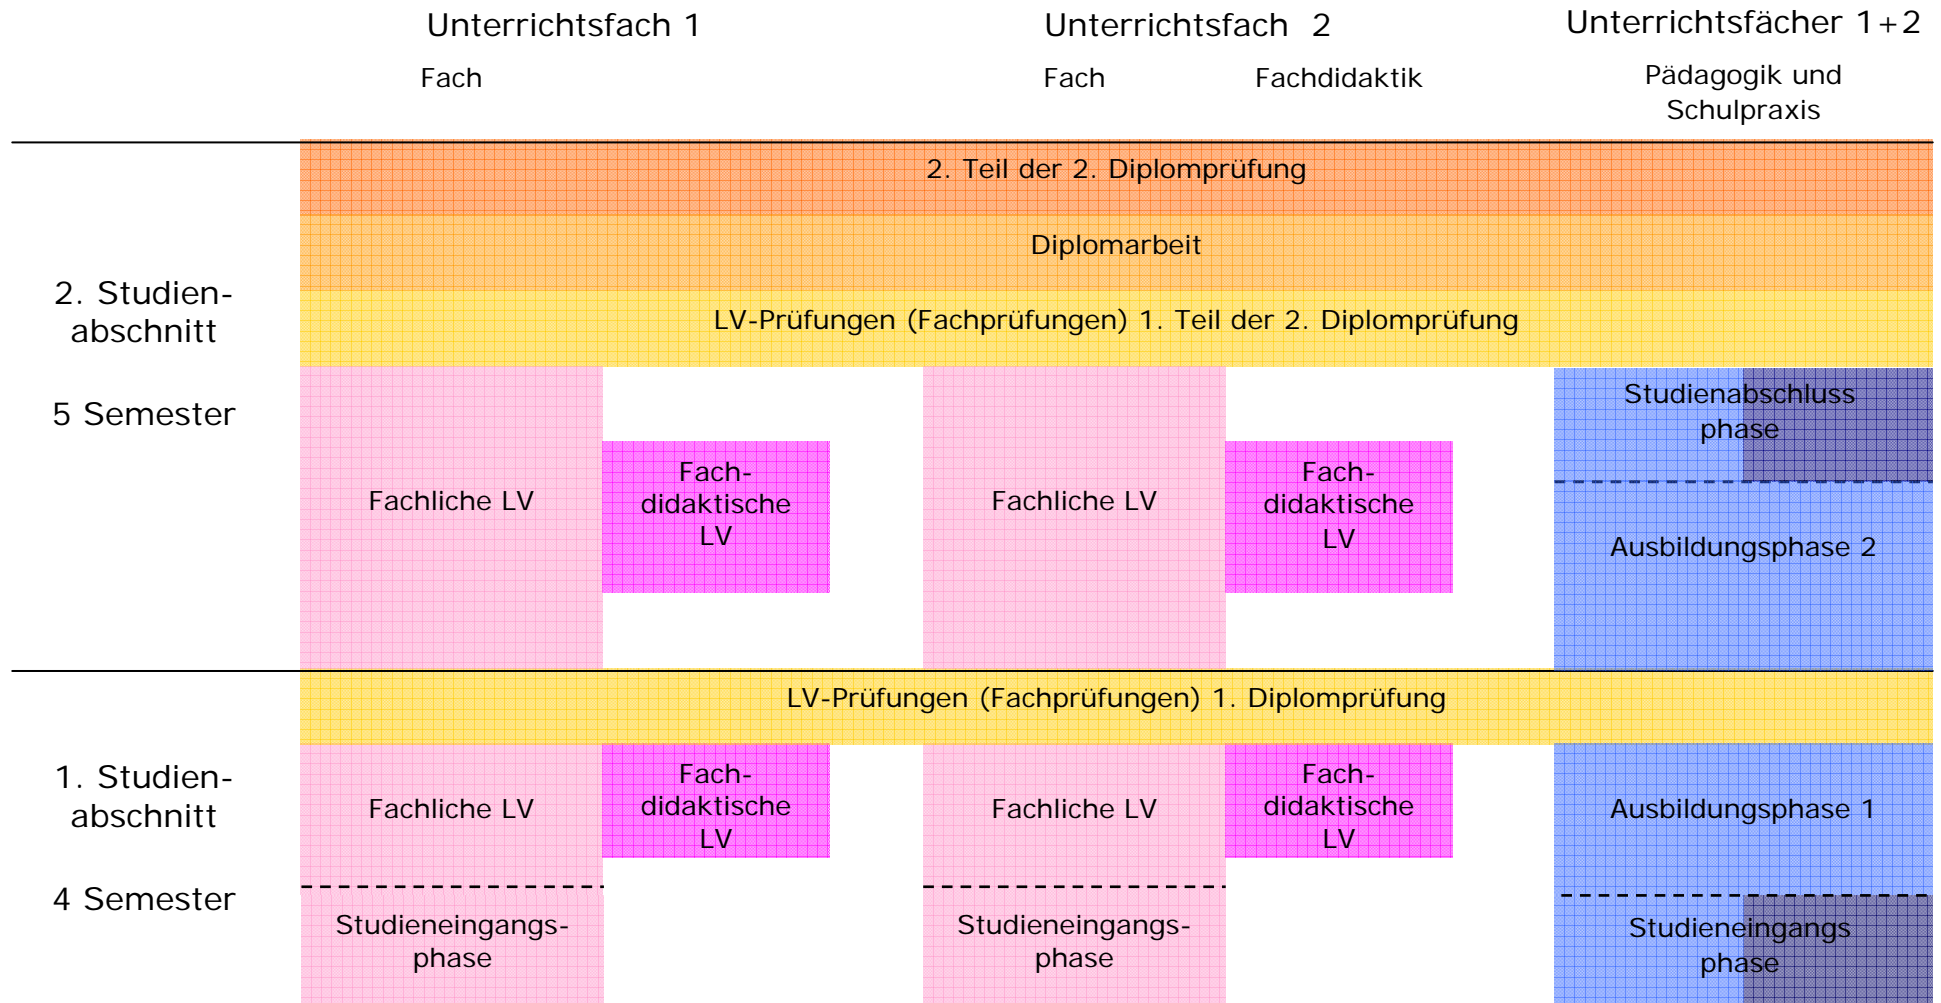 Unterrichtsfach 1
Unterrichtsfach 2
Unterrichtsfächer 1+2
Fach
Fach
Fachdidaktik
Pädagogik und
Schulpraxis
2. Teil der 2. Diplomprüfung
Diplomarbeit
LV-Prüfungen (Fachprüfungen) 1. Teil der 2. Diplomprüfung
2. Studien-
abschnitt
5 Semester
Fachliche LV
Fach-
didaktische
LV
Fachliche LV
Fach-
didaktische
LV
Studienabschluss
phase
Ausbildungsphase 2
LV-Prüfungen (Fachprüfungen) 1. Diplomprüfung
1. Studien-
abschnitt
4 Semester
Fachliche LV
Fach-
didaktische
LV
Fachliche LV
Fach-
didaktische
LV
Ausbildungsphase 1
Studieneingangs-
phase
Studieneingangs-
phase
Studieneingangs
phase